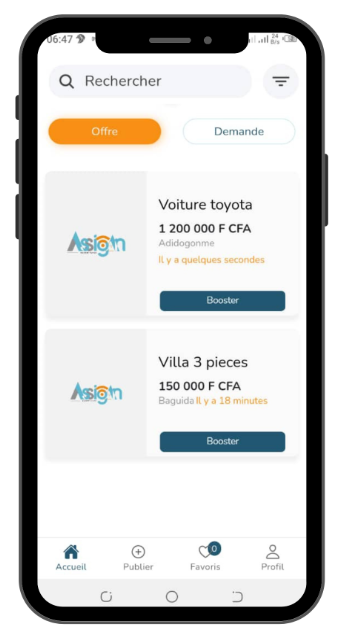 06:47
Rechercher
Offre
Demande
Assign
Voiture toyota
1 200 000 F CFA
Adidogonme
Il y a quelques secondes
Booster
Assign
Villa 3 pieces
150 000 F CFA
Baguida Il y a 18 minutes
Booster
0
Accueil
Publier
Favoris
Profil